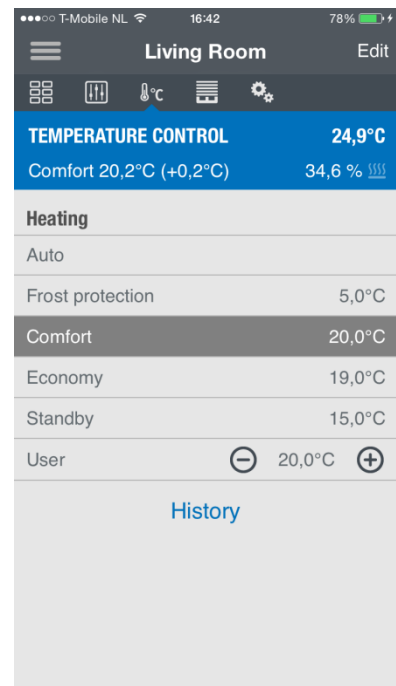 T-Mobile NL 16:42 78%
Living Room Edit
°C
TEMPERATURE CONTROL 24,9°C
Comfort 20,2°C (+0,2°C) 34,6 %
Heating
Auto
Frost protection 5,0°C
Comfort 20,0°C
Economy 19,0°C
Standby 15,0°C
User 20,0°C
History